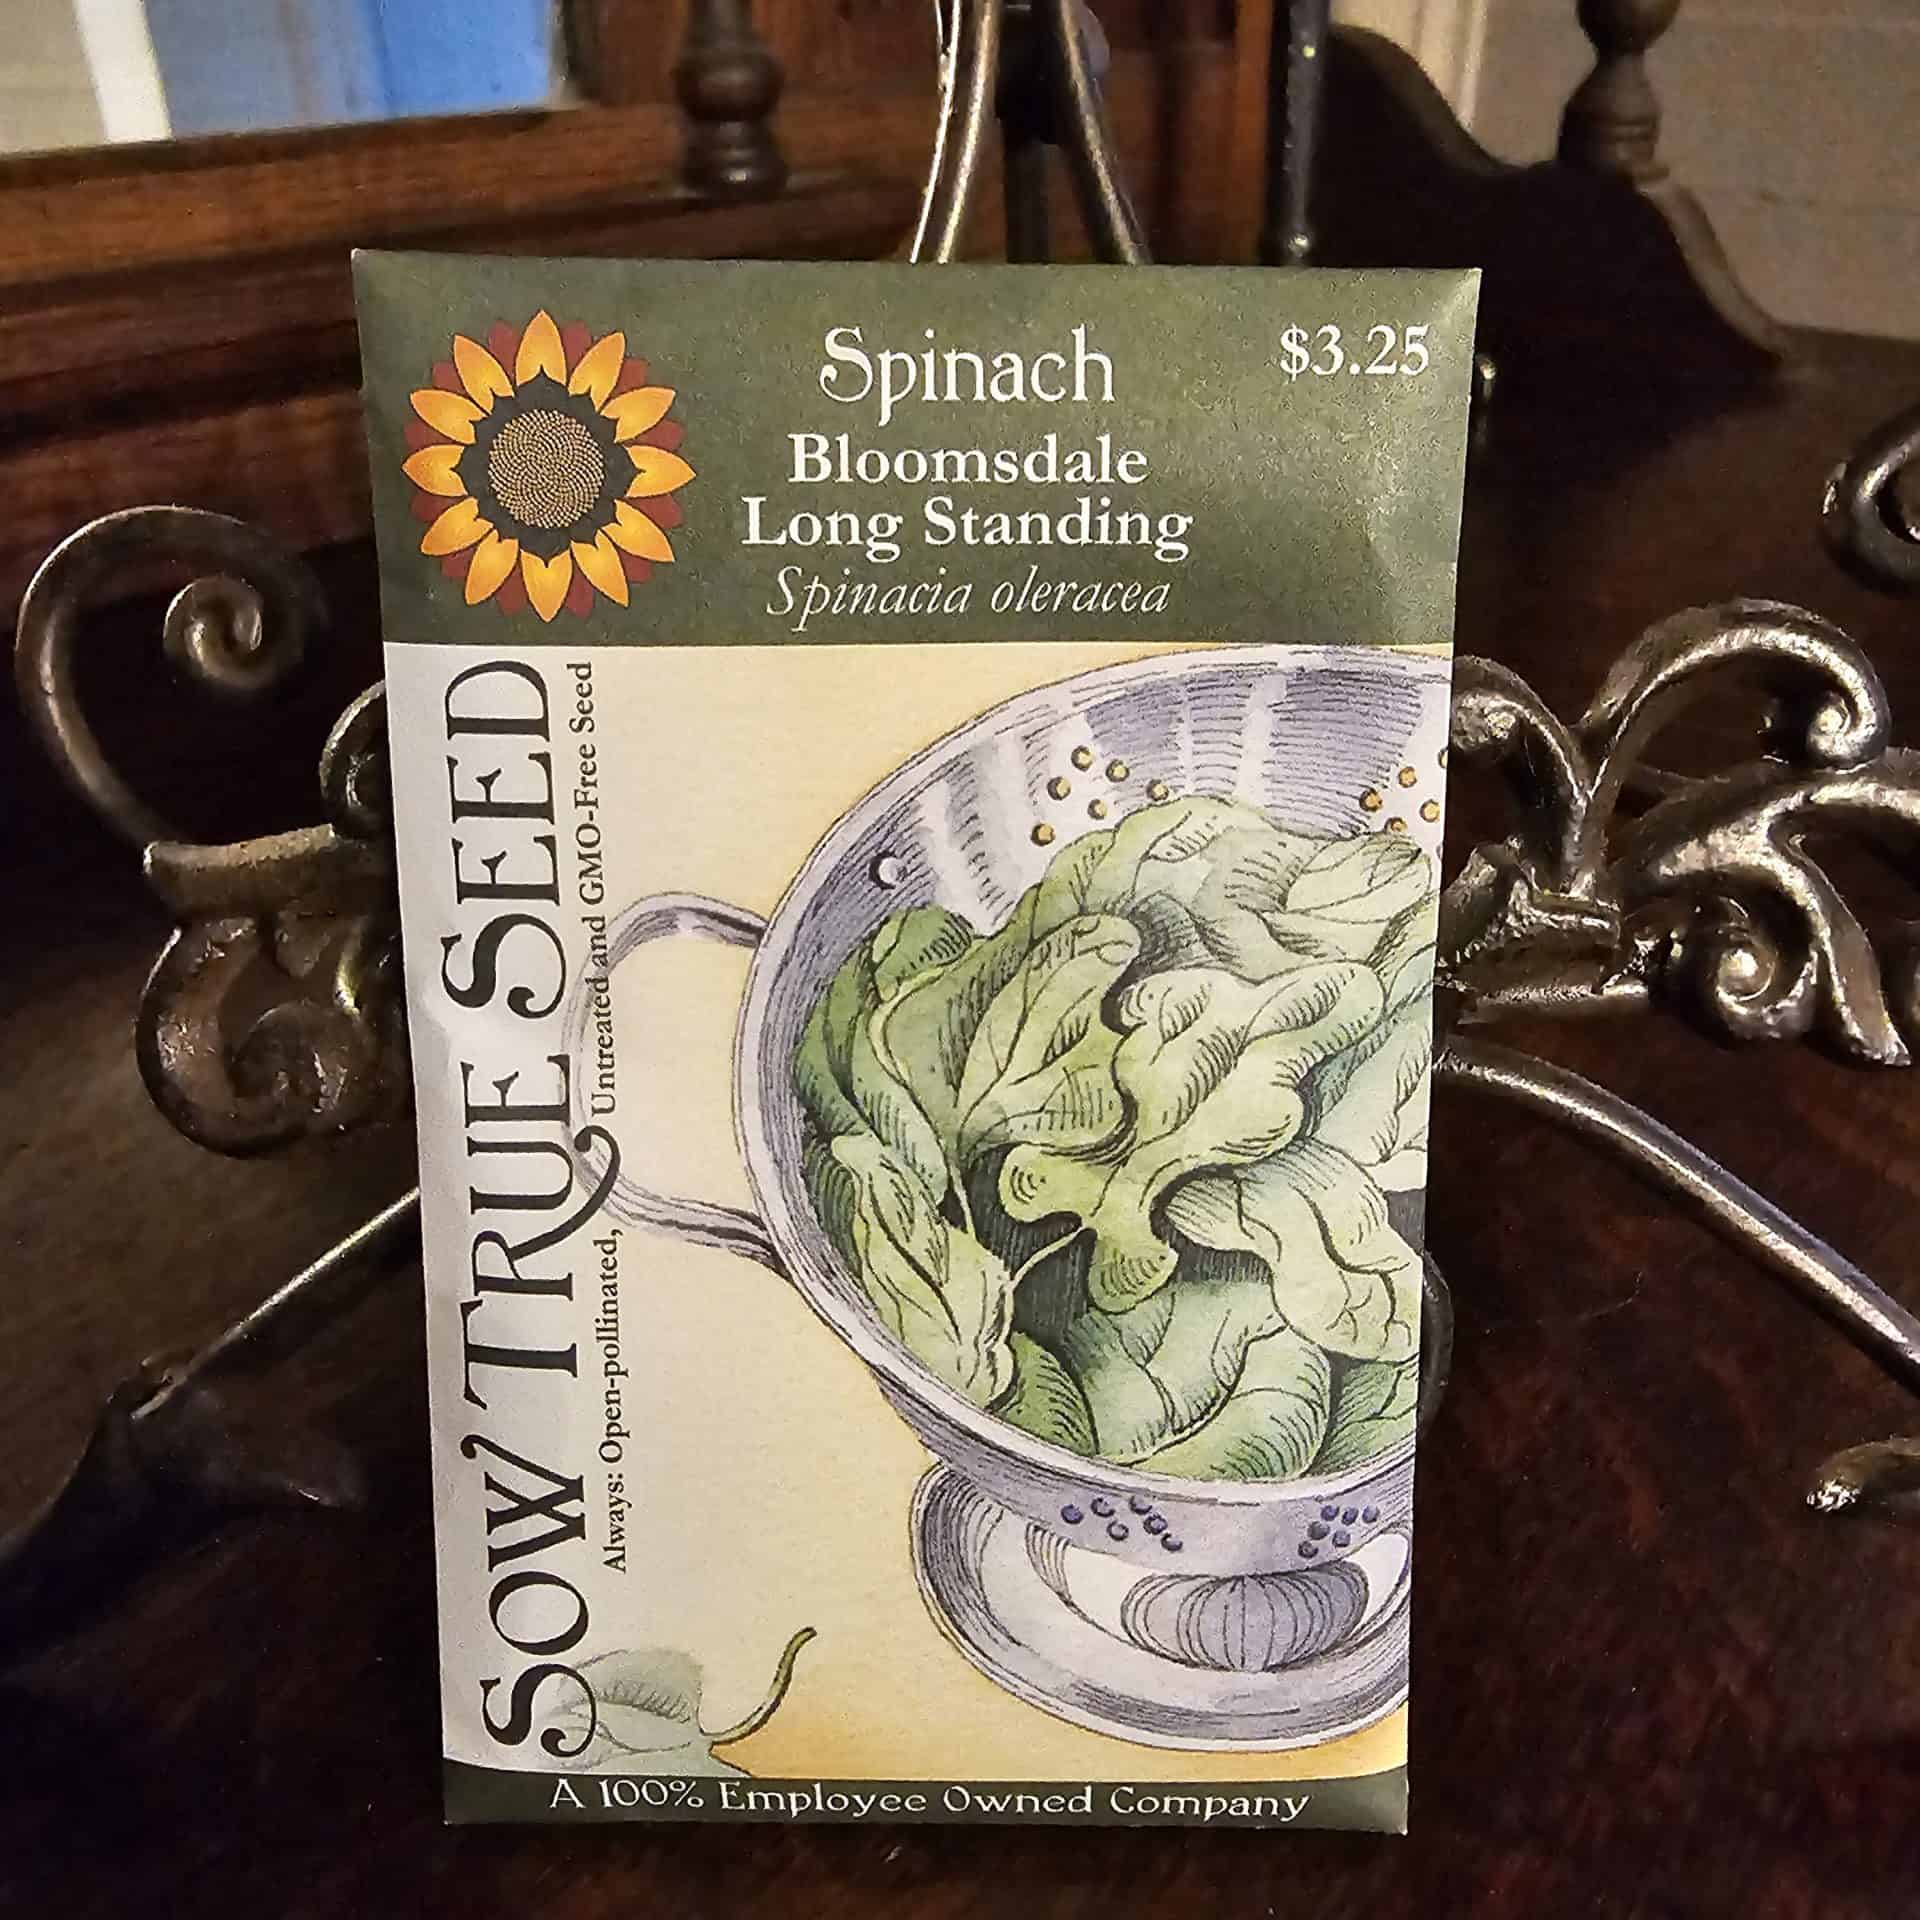 Spinach
$3.25
Bloomsdale
Long Standing
Spinacia oleracea
SOW TRUE SEED
Always: Open-pollinated, Untreated and GMO-Free Seed
A 100% Employee Owned Company